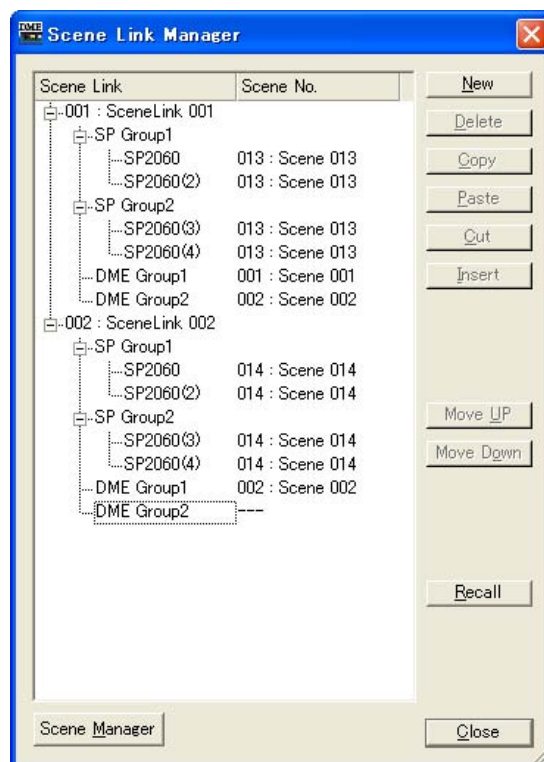 DME Scene Link Manager
Scene Link Scene No.
001 : SceneLink 001
SP Group1
SP2060 013 : Scene 013
SP2060(2) 013 : Scene 013
SP Group2
SP2060(3) 013 : Scene 013
SP2060(4) 013 : Scene 013
DME Group1 001 : Scene 001
DME Group2 002 : Scene 002
002 : SceneLink 002
SP Group1
SP2060 014 : Scene 014
SP2060(2) 014 : Scene 014
SP Group2
SP2060(3) 014 : Scene 014
SP2060(4) 014 : Scene 014
DME Group1 002 : Scene 002
DME Group2 ---
New
Delete
Copy
Paste
Cut
Insert
Move UP
Move Down
Recall
Scene Manager
Close